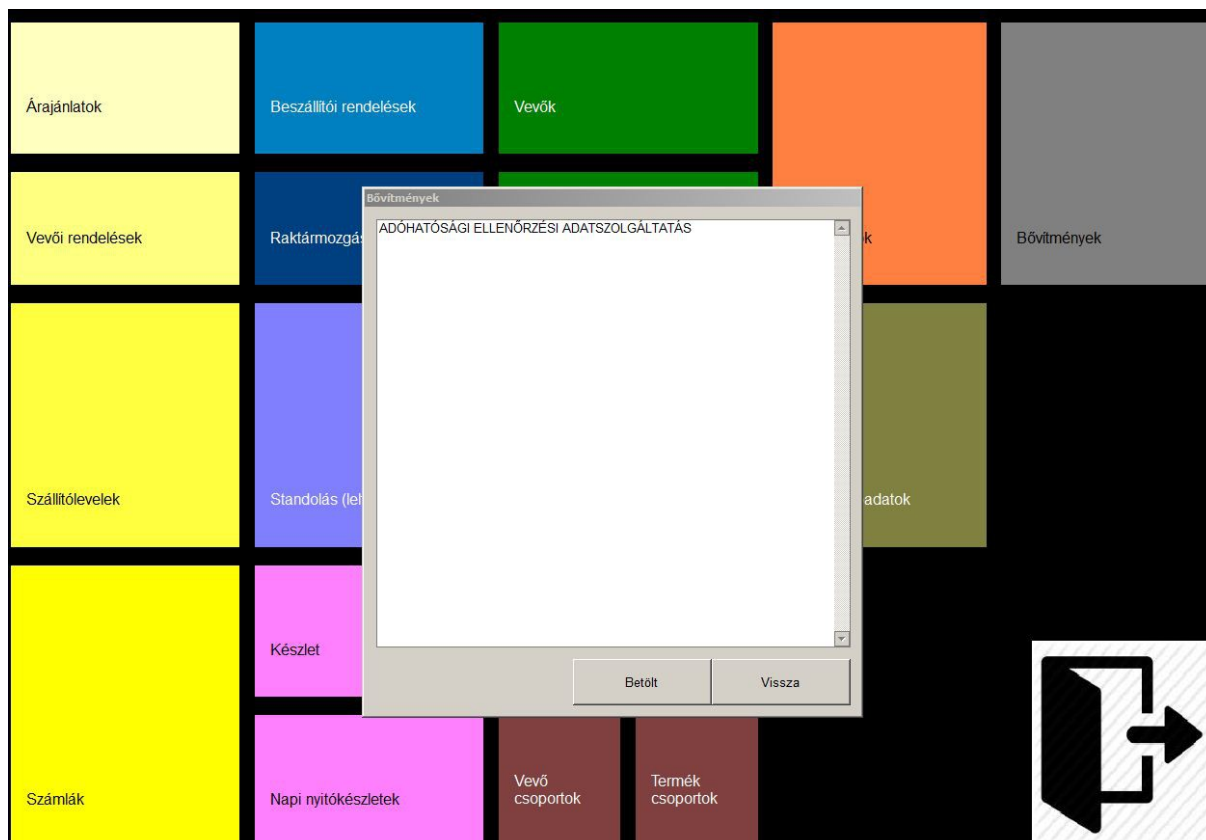 Árajánlatok
Beszállítói rendelések
Vevők
Vevői rendelések
Raktármozgás
Bővítmények
Bővítmények
ADÓHATÓSÁGI ELLENŐRZÉSI ADATSZOLGÁLTATÁS
Szállítólevelek
Standolás (le
adatok
Készlet
Betölt
Vissza
Számlák
Napi nyitókészletek
Vevő
csoportok
Termék
csoportok